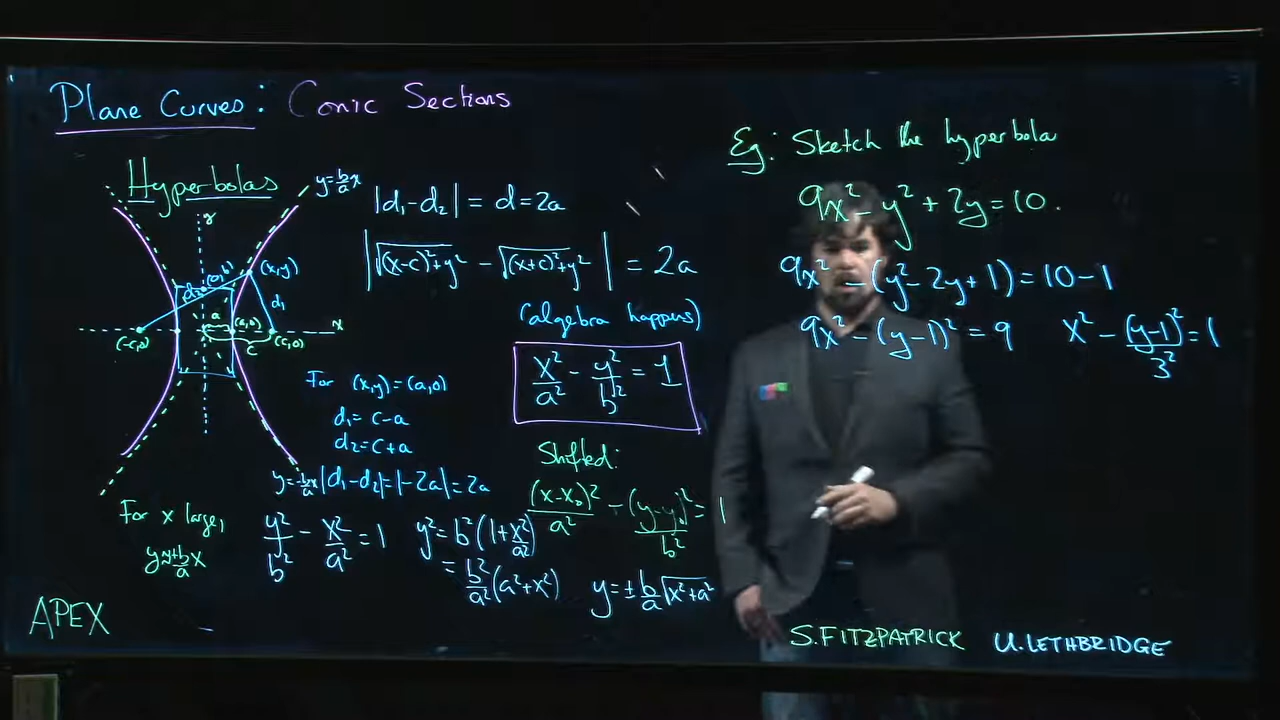 Plane Curves: Conic Sections
Hyperbolas
y=b/a x
y
(0,b)
(x,y)
d₂
d₁
a
(a,0)
x
(-c,0)
c
(c,0)
|d₁-d₂| = d = 2a
|√((x-c)²+y²) - √((x+c)²+y²)| = 2a
(algebra happens)
x²/a² - y²/b² = 1
For (x,y)=(a,0)
d₁= c-a
d₂= c+a
|d₁-d₂|=|-2a|=2a
y=-b/a x
Shifted:
(x-x₀)²/a² - (y-y₀)²/b² = 1
For x large,
y≈±b/a x
y²/b² - x²/a² = 1
y²= b²(1+x²/a²)
= b²/a²(a²+x²)
y=±b/a√(x²+a²)
APEX
Eg: Sketch the hyperbola
9x²-y²+2y=10.
9x²-(y²-2y+1)=10-1
9x²-(y-1)²=9
x²-(y-1)²/3²=1
S.FITZPATRICK U.LETHBRIDGE